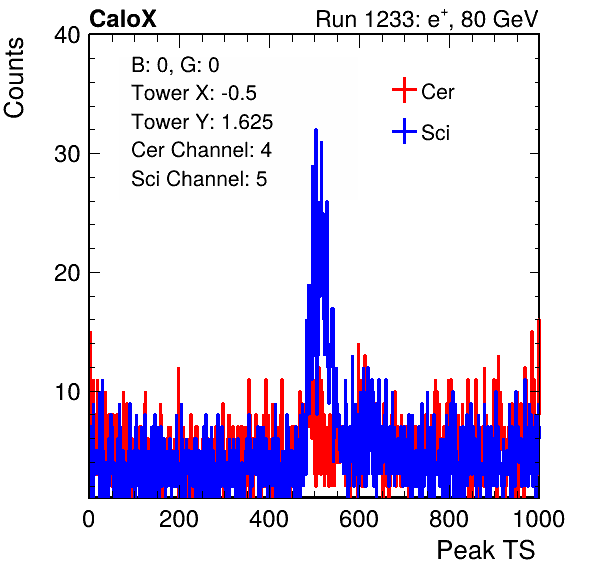 CaloX Run 1233: e⁺, 80 GeV
Counts
40
30
20
10
B: 0, G: 0
Tower X: -0.5
Tower Y: 1.625
Cer Channel: 4
Sci Channel: 5
Cer
Sci
0 200 400 600 800 1000
Peak TS